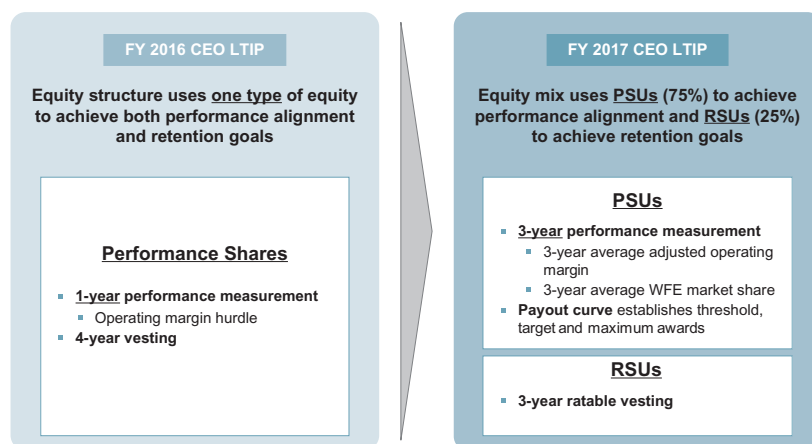 FY 2016 CEO LTIP
Equity structure uses one type of equity
to achieve both performance alignment
and retention goals
Performance Shares
▪ 1-year performance measurement
▪ Operating margin hurdle
▪ 4-year vesting
FY 2017 CEO LTIP
Equity mix uses PSUs (75%) to achieve
performance alignment and RSUs (25%)
to achieve retention goals
PSUs
▪ 3-year performance measurement
▪ 3-year average adjusted operating
margin
▪ 3-year average WFE market share
▪ Payout curve establishes threshold,
target and maximum awards
RSUs
▪ 3-year ratable vesting